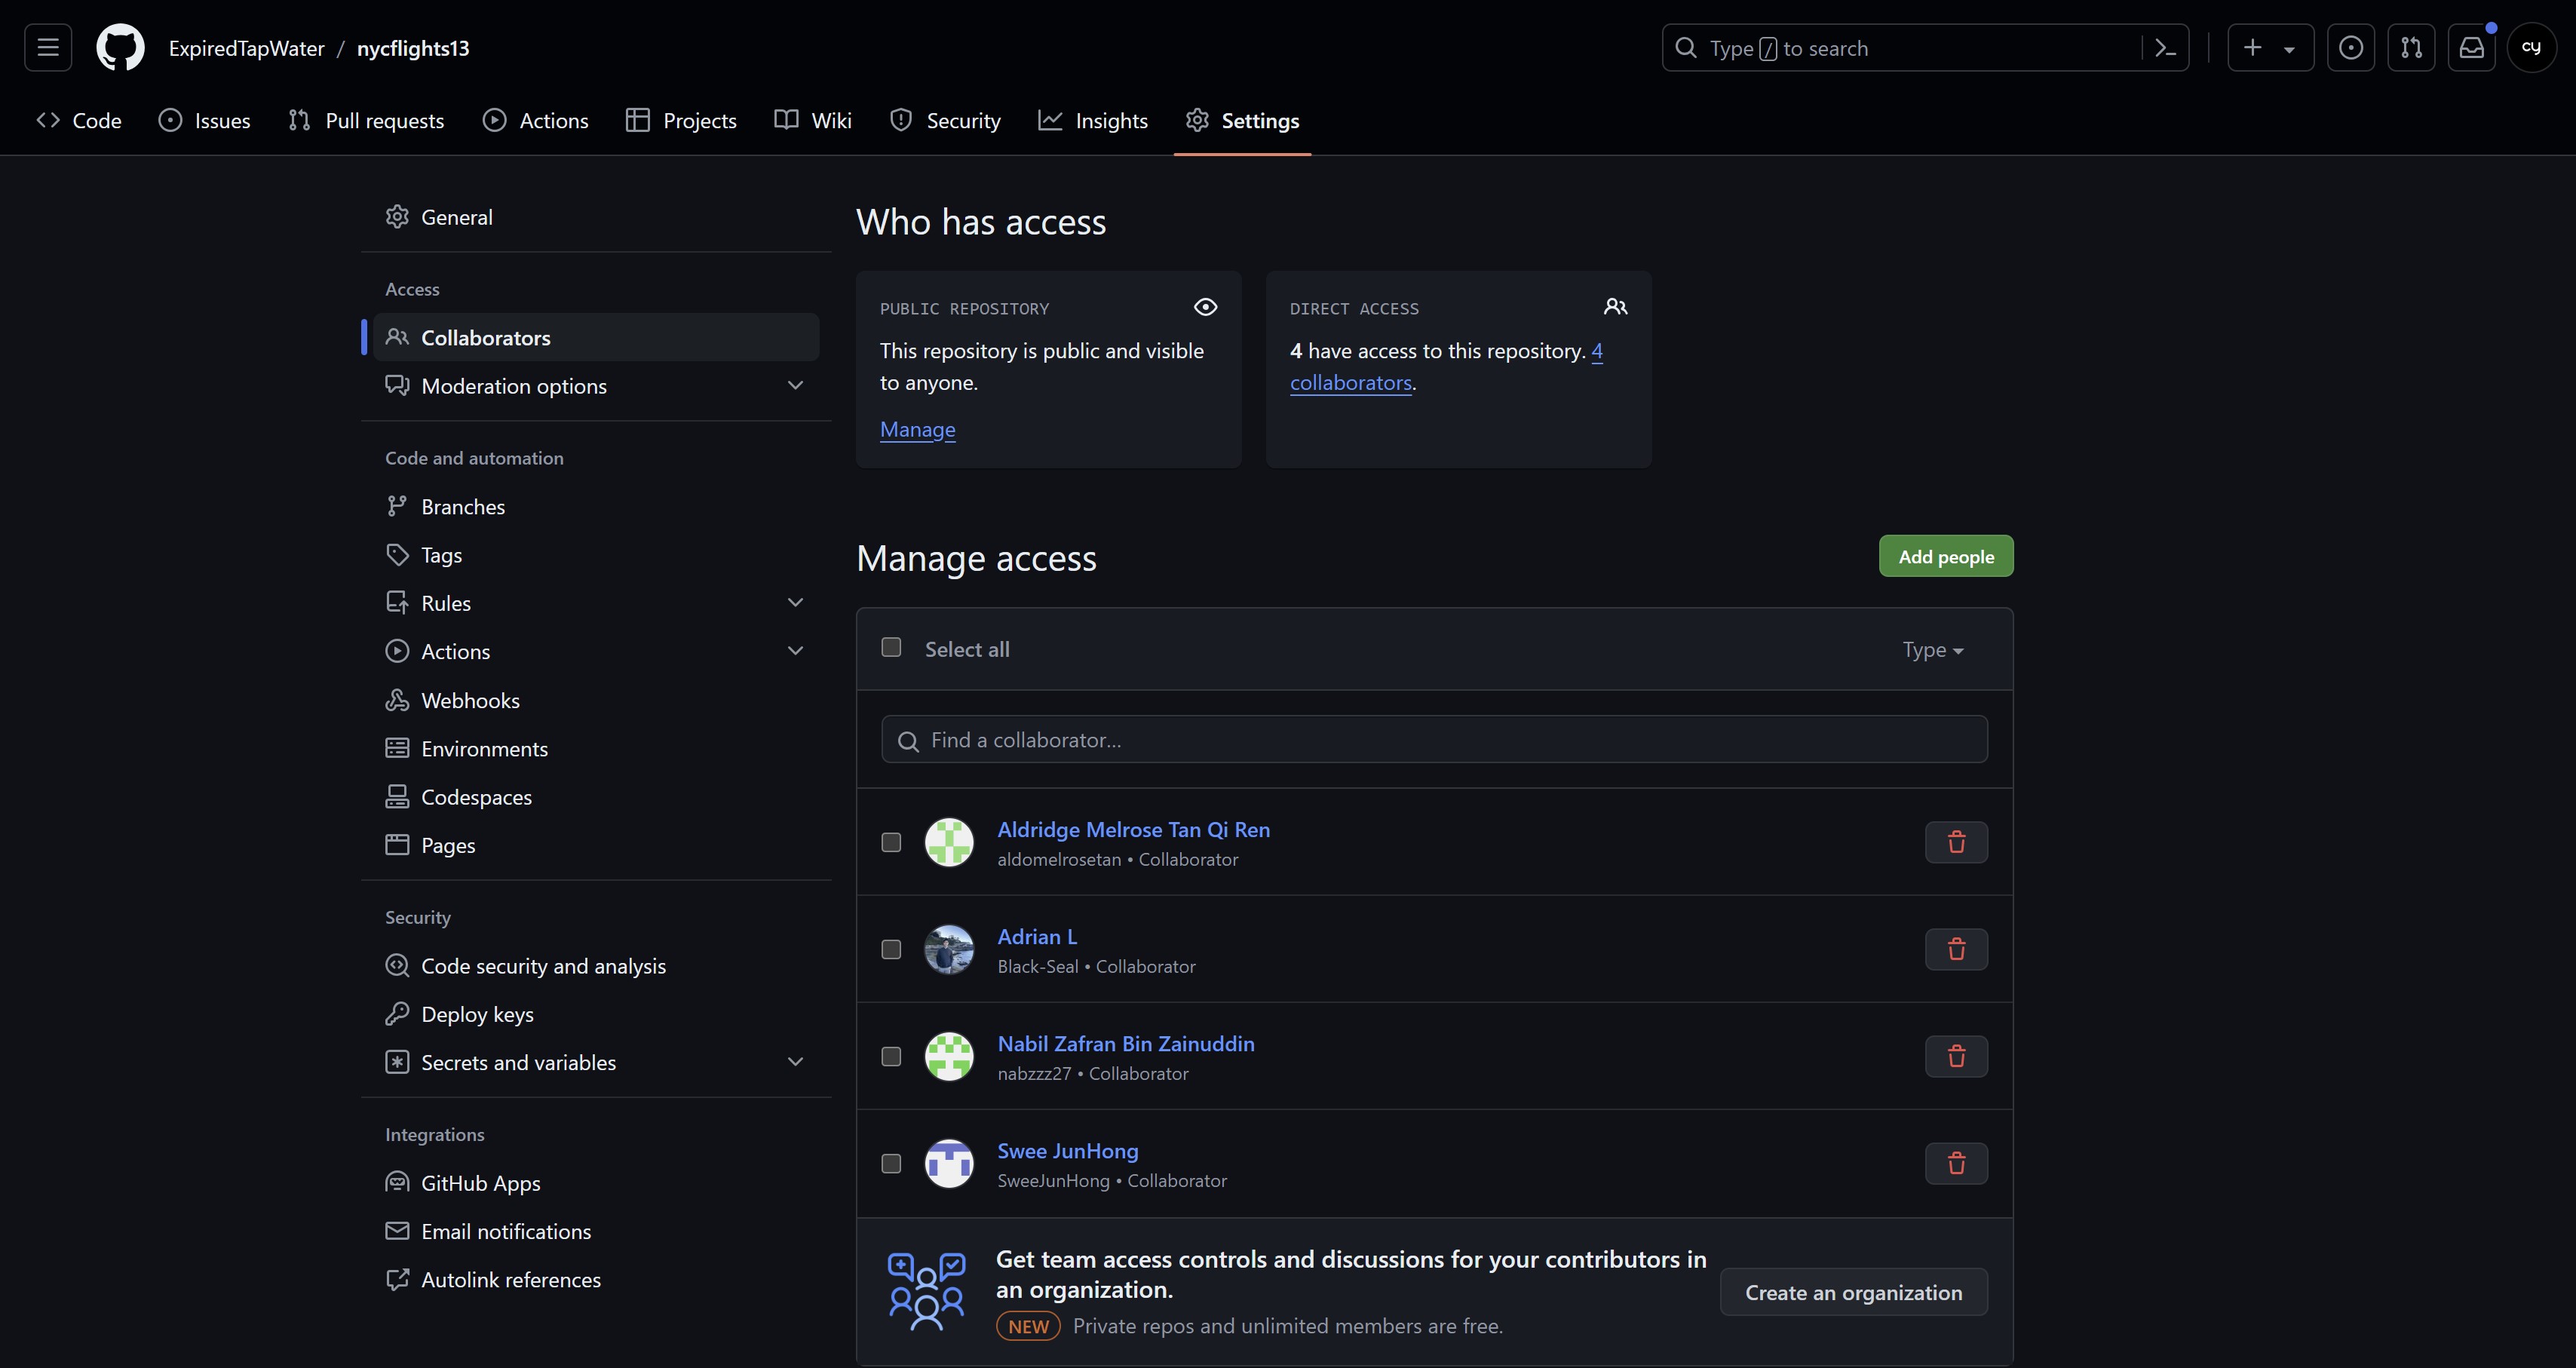 ExpiredTapWater / nycflights13
Type / to search
cy
Code
Issues
Pull requests
Actions
Projects
Wiki
Security
Insights
Settings
General
Access
Collaborators
Moderation options
Code and automation
Branches
Tags
Rules
Actions
Webhooks
Environments
Codespaces
Pages
Security
Code security and analysis
Deploy keys
Secrets and variables
Integrations
GitHub Apps
Email notifications
Autolink references
Who has access
PUBLIC REPOSITORY
This repository is public and visible
to anyone.
Manage
DIRECT ACCESS
4 have access to this repository. 4
collaborators.
Manage access
Add people
Select all
Type
Find a collaborator...
Aldridge Melrose Tan Qi Ren
aldomelrosetan • Collaborator
Adrian L
Black-Seal • Collaborator
Nabil Zafran Bin Zainuddin
nabzzz27 • Collaborator
Swee JunHong
SweeJunHong • Collaborator
Get team access controls and discussions for your contributors in
an organization.
NEW Private repos and unlimited members are free.
Create an organization